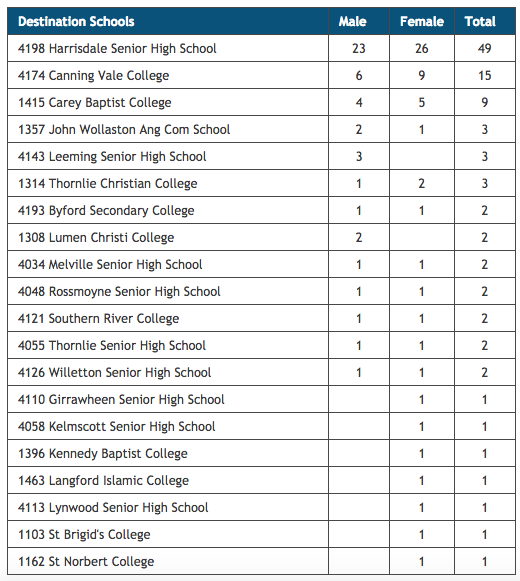 Destination Schools Male Female Total
4198 Harrisdale Senior High School 23 26 49
4174 Canning Vale College 6 9 15
1415 Carey Baptist College 4 5 9
1357 John Wollaston Ang Com School 2 1 3
4143 Leeming Senior High School 3 3
1314 Thornlie Christian College 1 2 3
4193 Byford Secondary College 1 1 2
1308 Lumen Christi College 2 2
4034 Melville Senior High School 1 1 2
4048 Rossmoyne Senior High School 1 1 2
4121 Southern River College 1 1 2
4055 Thornlie Senior High School 1 1 2
4126 Willetton Senior High School 1 1 2
4110 Girrawheen Senior High School 1 1
4058 Kelmscott Senior High School 1 1
1396 Kennedy Baptist College 1 1
1463 Langford Islamic College 1 1
4113 Lynwood Senior High School 1 1
1103 St Brigid's College 1 1
1162 St Norbert College 1 1